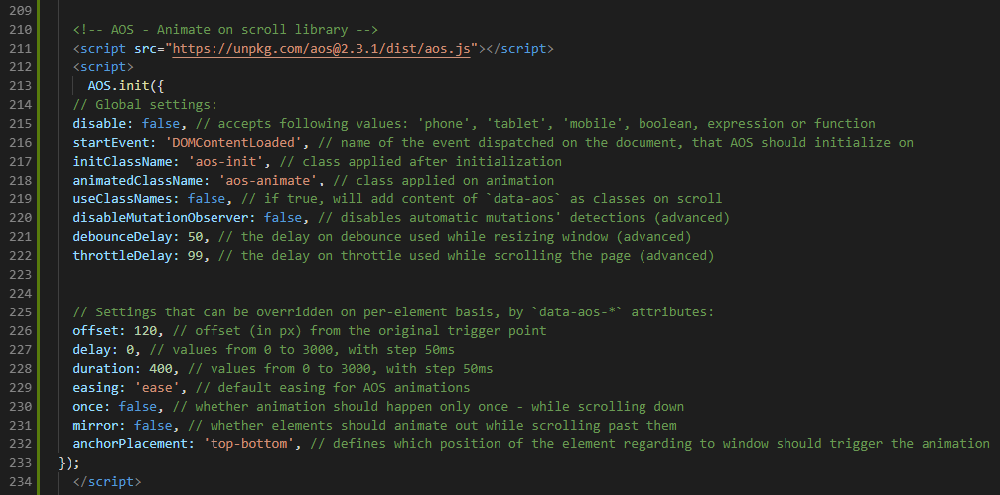 209
210 <!-- AOS - Animate on scroll library -->
211 <script src="https://unpkg.com/aos@2.3.1/dist/aos.js"></script>
212 <script>
213 AOS.init({
214 // Global settings:
215 disable: false, // accepts following values: 'phone', 'tablet', 'mobile', boolean, expression or function
216 startEvent: 'DOMContentLoaded', // name of the event dispatched on the document, that AOS should initialize on
217 initClassName: 'aos-init', // class applied after initialization
218 animatedClassName: 'aos-animate', // class applied on animation
219 useClassNames: false, // if true, will add content of `data-aos` as classes on scroll
220 disableMutationObserver: false, // disables automatic mutations' detections (advanced)
221 debounceDelay: 50, // the delay on debounce used while resizing window (advanced)
222 throttleDelay: 99, // the delay on throttle used while scrolling the page (advanced)
223
224
225 // Settings that can be overridden on per-element basis, by `data-aos-*` attributes:
226 offset: 120, // offset (in px) from the original trigger point
227 delay: 0, // values from 0 to 3000, with step 50ms
228 duration: 400, // values from 0 to 3000, with step 50ms
229 easing: 'ease', // default easing for AOS animations
230 once: false, // whether animation should happen only once - while scrolling down
231 mirror: false, // whether elements should animate out while scrolling past them
232 anchorPlacement: 'top-bottom', // defines which position of the element regarding to window should trigger the animation
233 });
234 </script>